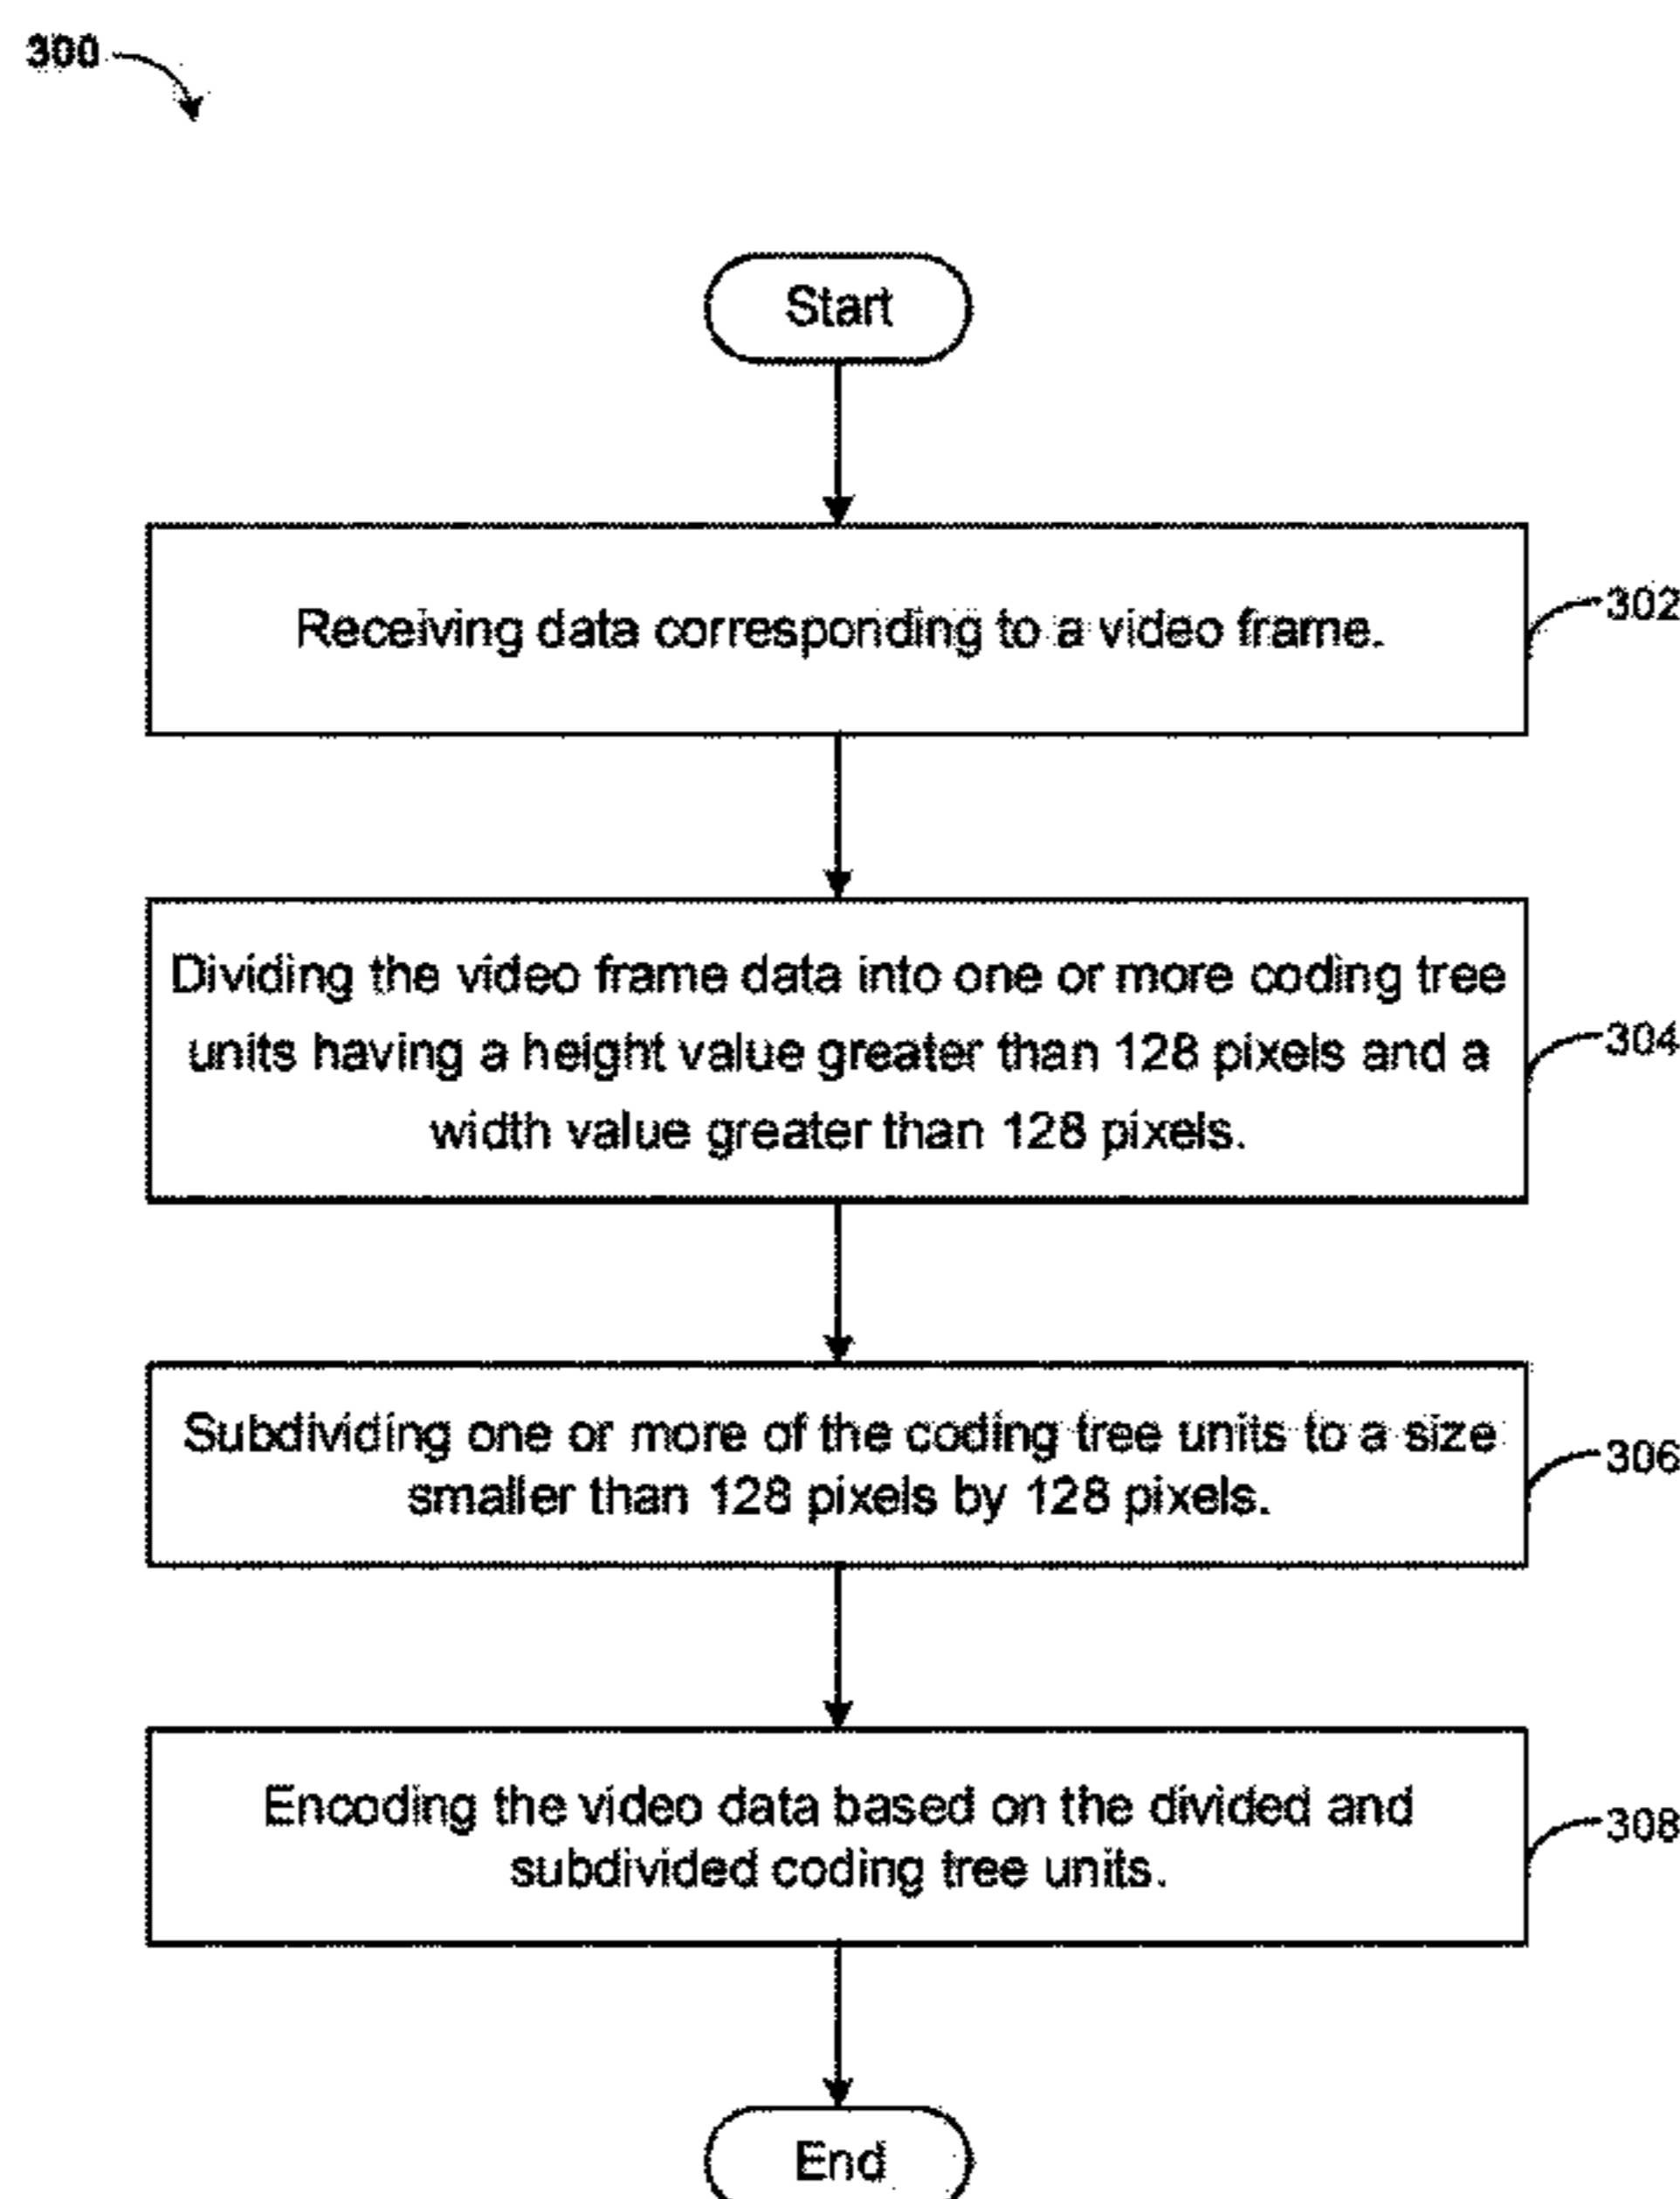 300
Start
Receiving data corresponding to a video frame.
302
Dividing the video frame data into one or more coding tree
units having a height value greater than 128 pixels and a
width value greater than 128 pixels.
304
Subdividing one or more of the coding tree units to a size
smaller than 128 pixels by 128 pixels.
306
Encoding the video data based on the divided and
subdivided coding tree units.
308
End